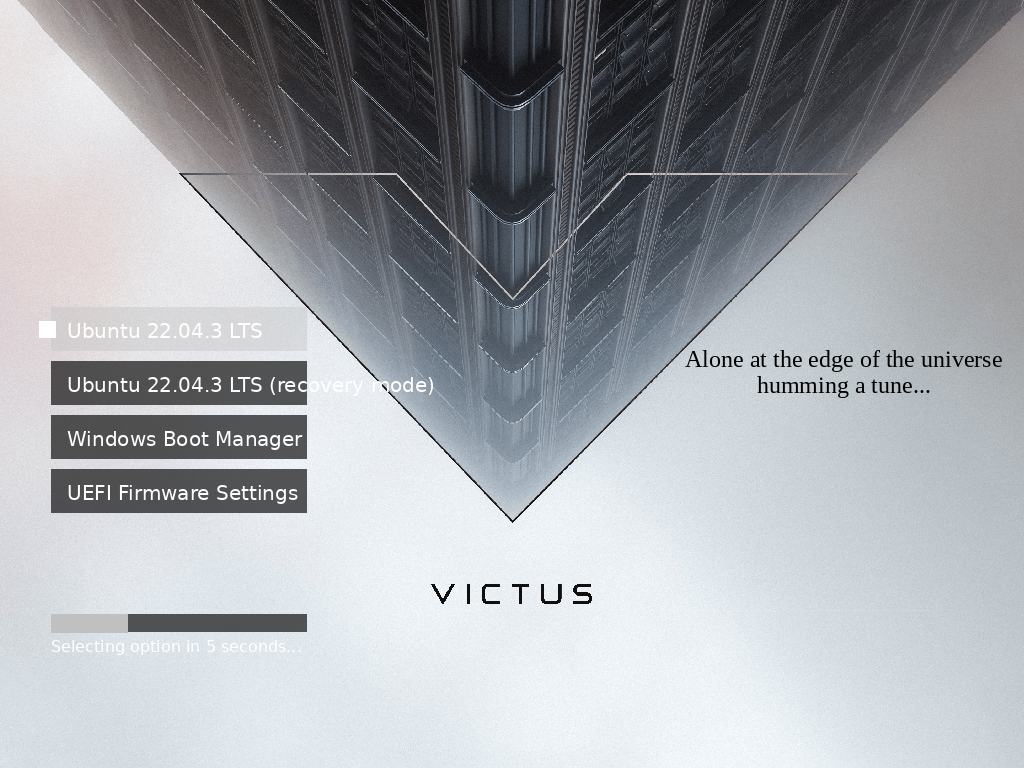 Ubuntu 22.04.3 LTS
Ubuntu 22.04.3 LTS (recovery mode)
Windows Boot Manager
UEFI Firmware Settings
Alone at the edge of the universe
humming a tune...
VICTUS
Selecting option in 5 seconds...